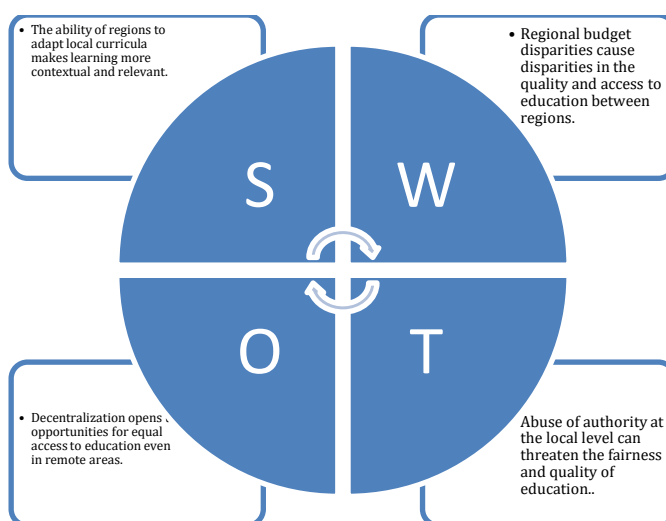 • The ability of regions to
adapt local curricula
makes learning more
contextual and relevant.
• Regional budget
disparities cause
disparities in the
quality and access to
education between
regions.
S
W
O
T
• Decentralization opens
opportunities for equal
access to education even
in remote areas.
Abuse of authority at
the local level can
threaten the fairness
and quality of
education..